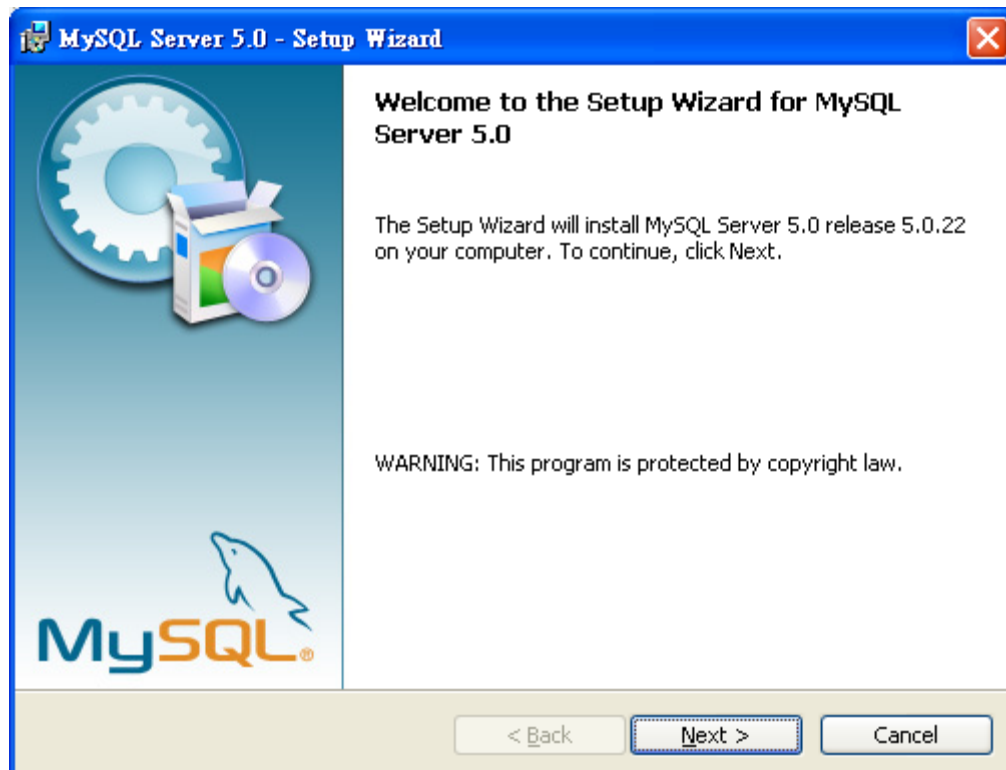 MySQL Server 5.0 - Setup Wizard
Welcome to the Setup Wizard for MySQL
Server 5.0
The Setup Wizard will install MySQL Server 5.0 release 5.0.22
on your computer. To continue, click Next.
WARNING: This program is protected by copyright law.
MySQL®
< Back
Next >
Cancel